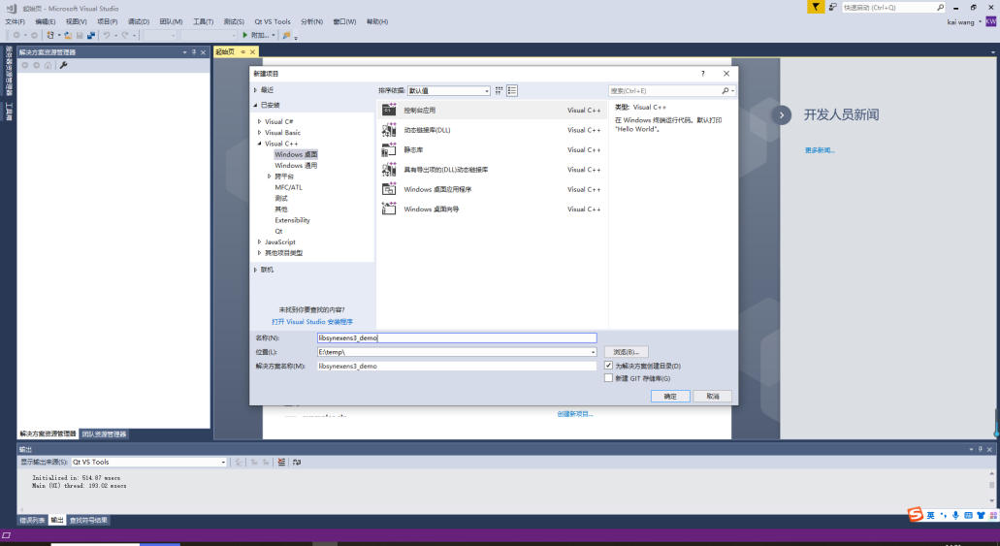 起始页 - Microsoft Visual Studio
快速启动 (Ctrl+Q)
文件(F) 编辑(E) 视图(V) 项目(P) 调试(D) 团队(M) 工具(T) 测试(S) Qt VS Tools 分析(N) 窗口(W) 帮助(H)
kai wang KW
附加...
解决方案资源管理器
起始页
工具箱
新建项目
? ×
最近
排序依据: 默认值
搜索(Ctrl+E)
已安装
Visual C#
Visual Basic
Visual C++
Windows 桌面
Windows 通用
跨平台
MFC/ATL
测试
其他
Extensibility
Qt
JavaScript
其他项目类型
联机
未找到你要查找的内容?
打开 Visual Studio 安装程序
控制台应用 Visual C++
动态链接库(DLL) Visual C++
静态库 Visual C++
具有导出项的(DLL)动态链接库 Visual C++
Windows 桌面应用程序 Visual C++
Windows 桌面向导 Visual C++
类型: Visual C++
在 Windows 终端运行代码。默认打印
"Hello World"。
名称(N): libsynexens3_demo
位置(L): E:\temp\
浏览(B)...
解决方案名称(M): libsynexens3_demo
为解决方案创建目录(D)
新建 GIT 存储库(G)
确定 取消
开发人员新闻
更多新闻...
创建新项目...
解决方案资源管理器 团队资源管理器
输出
显示输出来源(S): Qt VS Tools
Initialized in: 514.87 msecs
Main (UI) thread: 193.02 msecs
错误列表 输出 查找符号结果
英